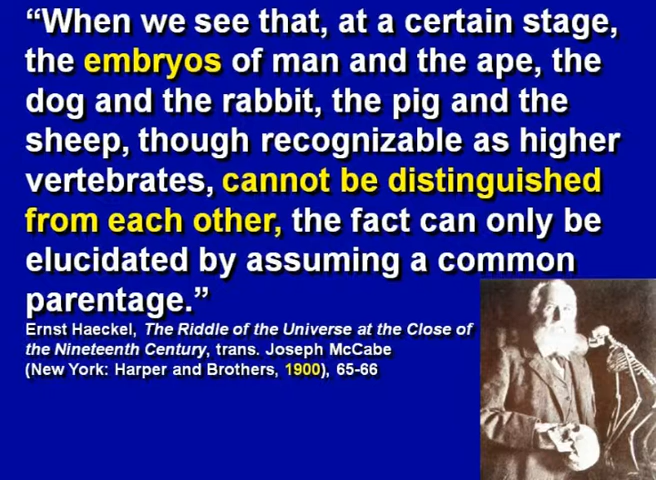 “When we see that, at a certain stage,
the embryos of man and the ape, the
dog and the rabbit, the pig and the
sheep, though recognizable as higher
vertebrates, cannot be distinguished
from each other, the fact can only be
elucidated by assuming a common
parentage.”
Ernst Haeckel, The Riddle of the Universe at the Close of
the Nineteenth Century, trans. Joseph McCabe
(New York: Harper and Brothers, 1900), 65-66